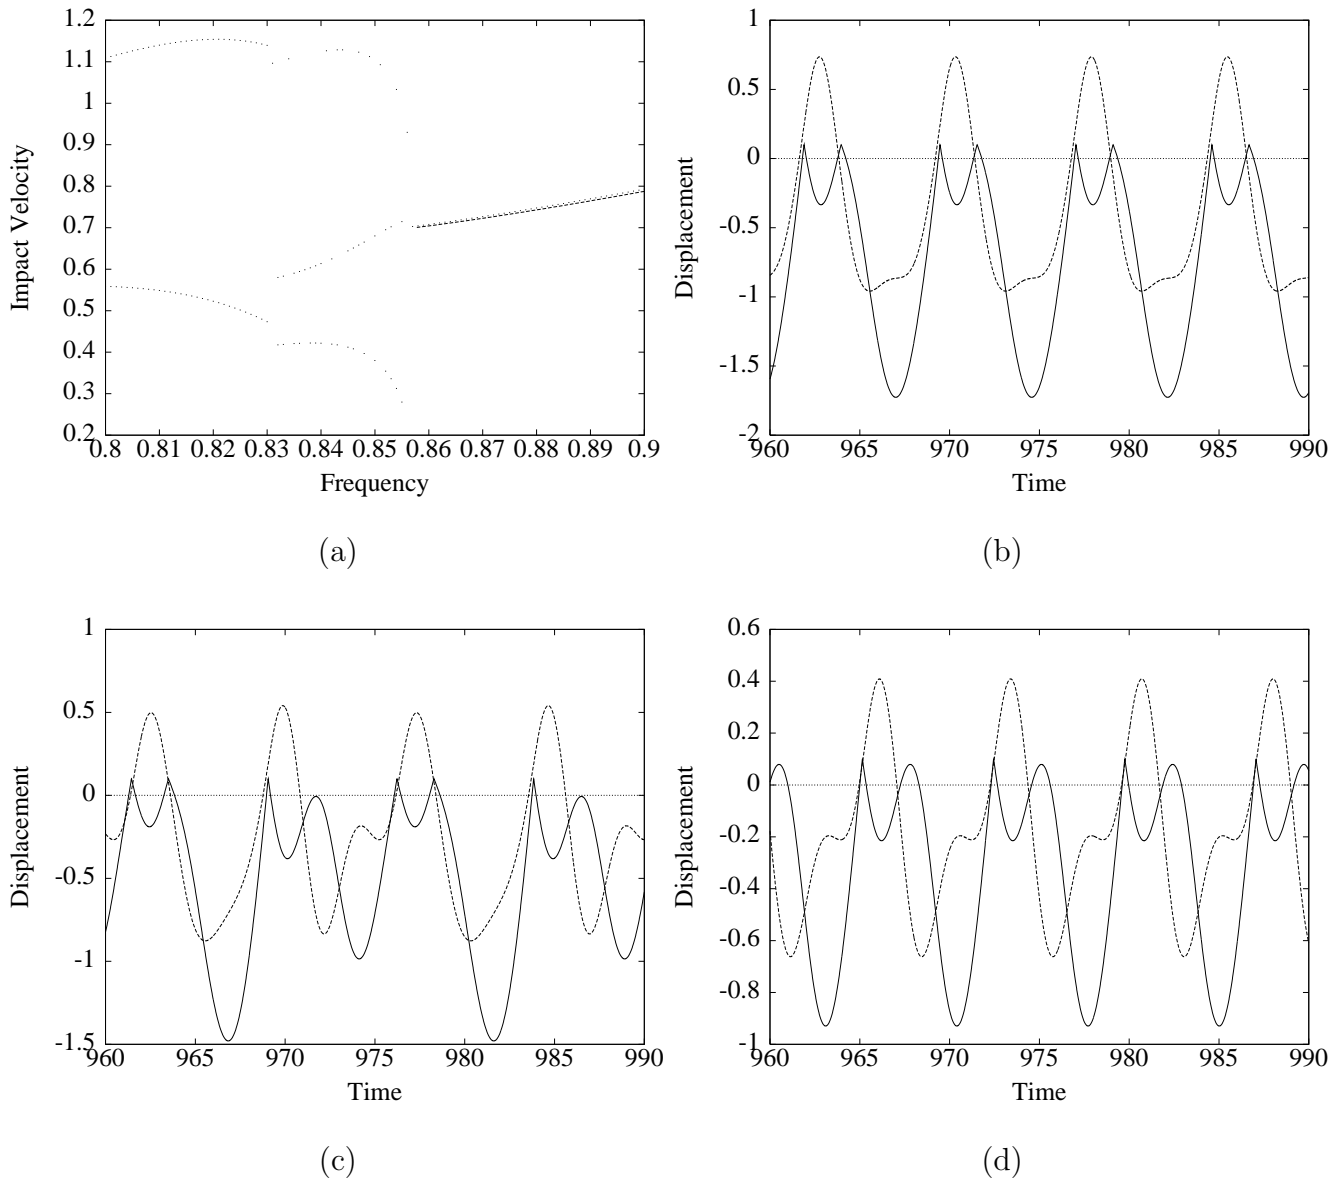 1.2
1.1
1
0.9
0.8
0.7
0.6
0.5
0.4
0.3
0.2
0.8 0.81 0.82 0.83 0.84 0.85 0.86 0.87 0.88 0.89 0.9
Impact Velocity
Frequency
(a)
1
0.5
0
-0.5
-1
-1.5
-2
960 965 970 975 980 985 990
Displacement
Time
(b)
1
0.5
0
-0.5
-1
-1.5
960 965 970 975 980 985 990
Displacement
Time
(c)
0.6
0.4
0.2
0
-0.2
-0.4
-0.6
-0.8
-1
960 965 970 975 980 985 990
Displacement
Time
(d)